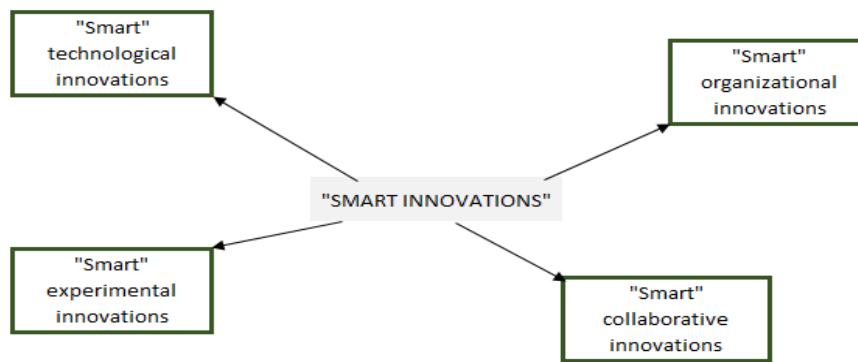 "Smart"
technological
innovations
"Smart"
organizational
innovations
"SMART INNOVATIONS"
"Smart"
experimental
innovations
"Smart"
collaborative
innovations